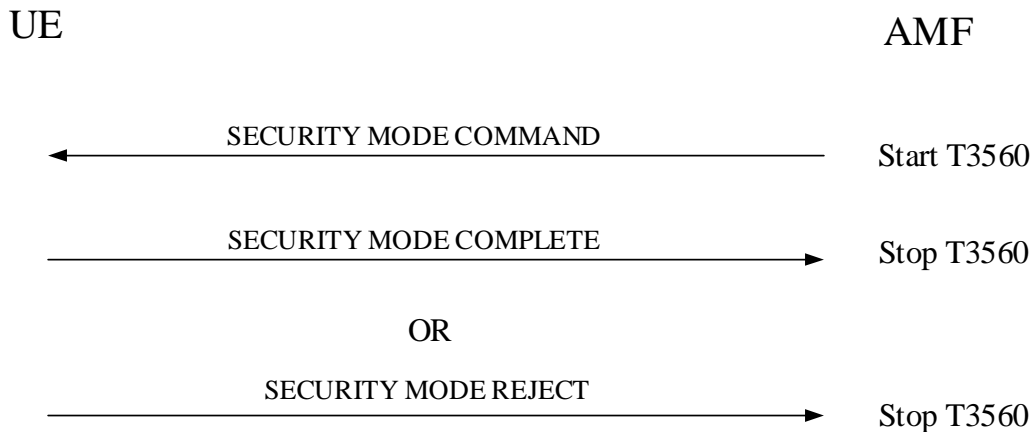 UE
AMF
SECURITY MODE COMMAND
Start T3560
SECURITY MODE COMPLETE
Stop T3560
OR
SECURITY MODE REJECT
Stop T3560